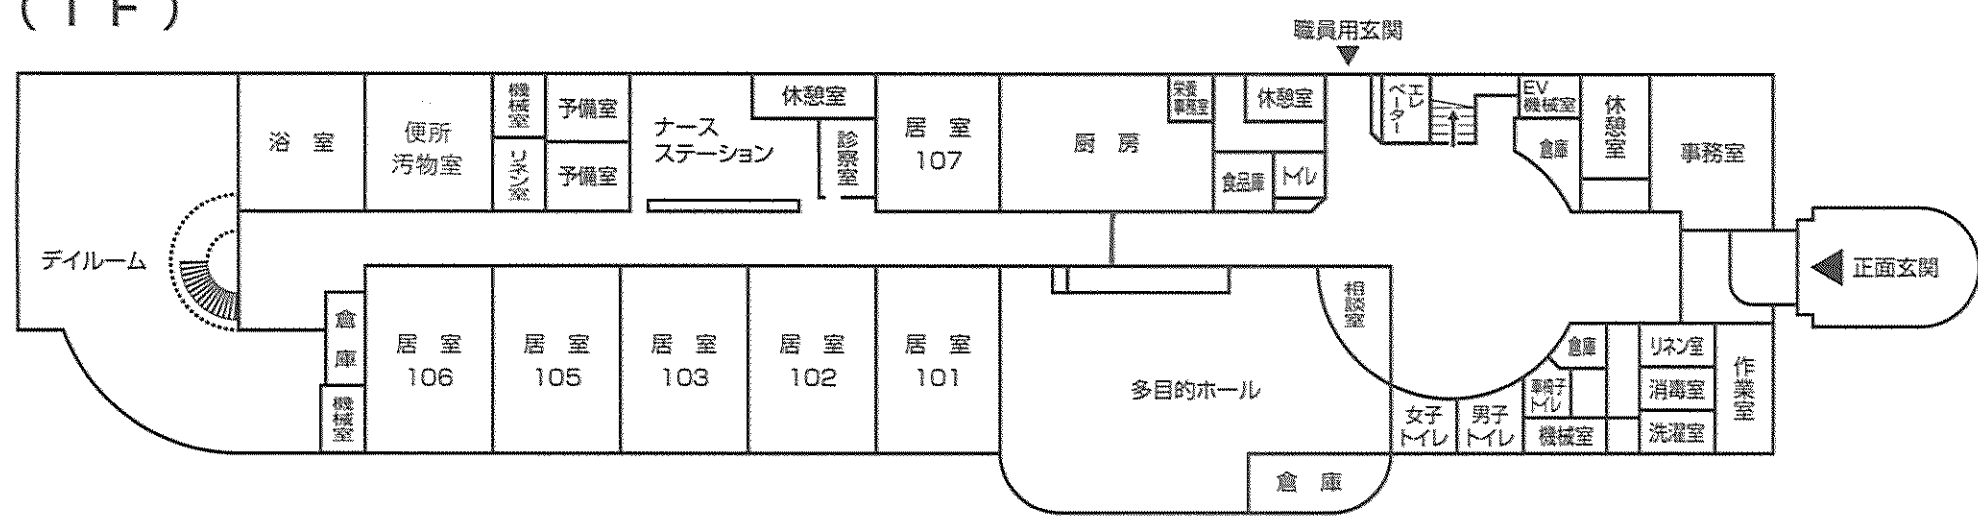 (1F)
職員用玄関
機械室
予備室
休憩室
栄養
事務室
休憩室
エレ
ベーター
EV
機械室
休憩室
浴 室
便所
汚物室
ナース
ステーション
診察室
居 室
107
厨 房
倉庫
事務室
リネン室
予備室
食品庫
トイレ
デイルーム
正面玄関
倉 庫
居 室
106
居 室
105
居 室
103
居 室
102
居 室
101
相談室
多目的ホール
倉庫
リネン室
作業室
車椅子
トイレ
消毒室
機械室
女子
トイレ
男子
トイレ
機械室
洗濯室
倉 庫